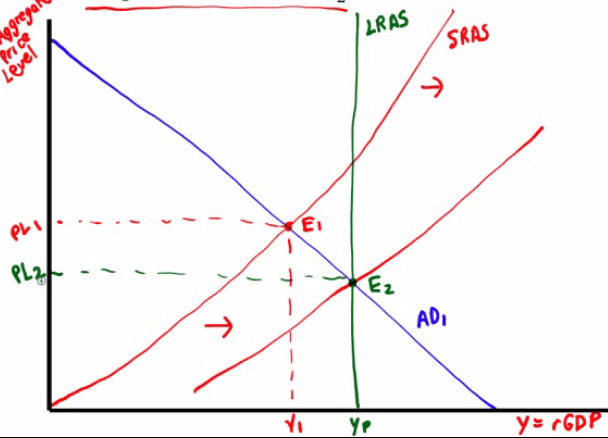 Aggregate
Price
Level
LRAS
SRAS
PL1
E1
PL2
E2
AD1
Y1
YP
Y = rGDP